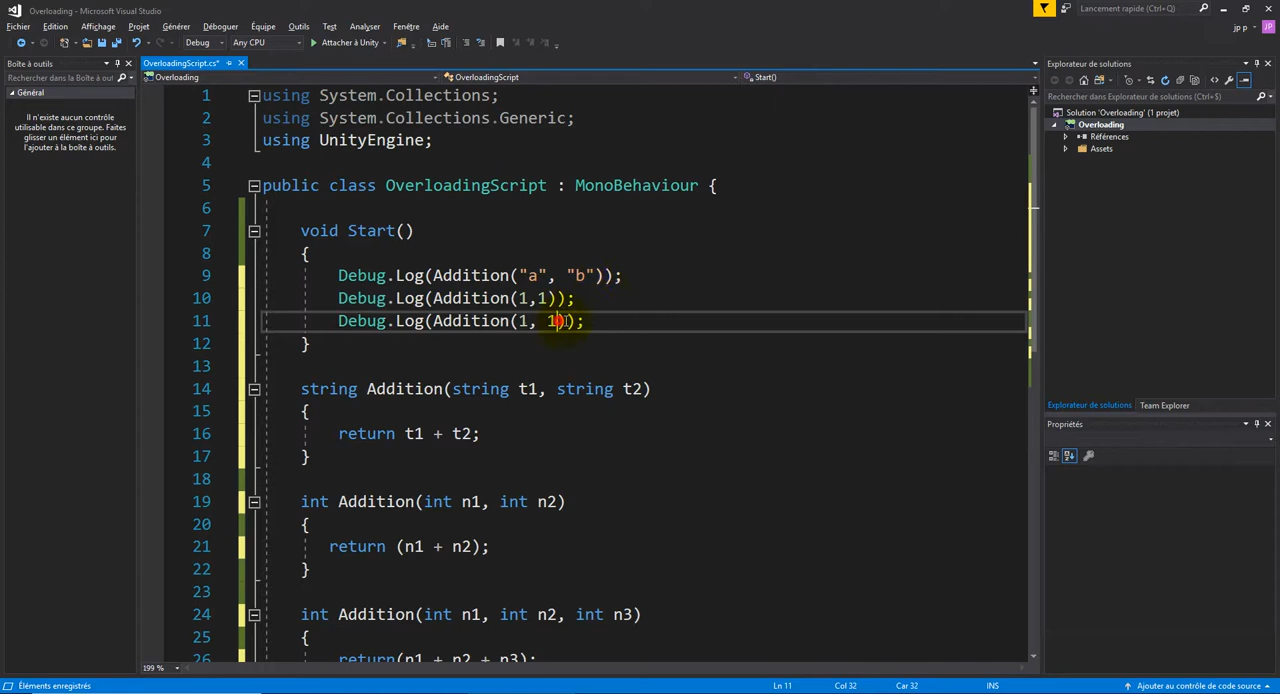 Overloading - Microsoft Visual Studio
Lancement rapide (Ctrl+Q)
Fichier Edition Affichage Projet Générer Déboguer Équipe Outils Test Analyser Fenêtre Aide
jp p JP
Debug Any CPU Attacher à Unity
Boîte à outils
OverloadingScript.cs*
Explorateur de solutions
Rechercher dans la Boîte à out
Overloading OverloadingScript Start()
Général
Il n'existe aucun contrôle
utilisable dans ce groupe. Faites
glisser un élément ici pour
l'ajouter à la boîte à outils.
Rechercher dans Explorateur de solutions (Ctrl+$)
Solution 'Overloading' (1 projet)
Overloading
Références
Assets
1 using System.Collections;
2 using System.Collections.Generic;
3 using UnityEngine;
4
5 public class OverloadingScript : MonoBehaviour {
6
7 void Start()
8 {
9 Debug.Log(Addition("a", "b"));
10 Debug.Log(Addition(1,1));
11 Debug.Log(Addition(1, 1));
12 }
13
14 string Addition(string t1, string t2)
15 {
16 return t1 + t2;
17 }
18
19 int Addition(int n1, int n2)
20 {
21 return (n1 + n2);
22 }
23
24 int Addition(int n1, int n2, int n3)
25 {
26 return(n1 + n2 + n3);
Explorateur de solutions Team Explorer
Propriétés
199 %
Éléments enregistrés Ln 11 Col 32 Car 32 INS Ajouter au contrôle de code source